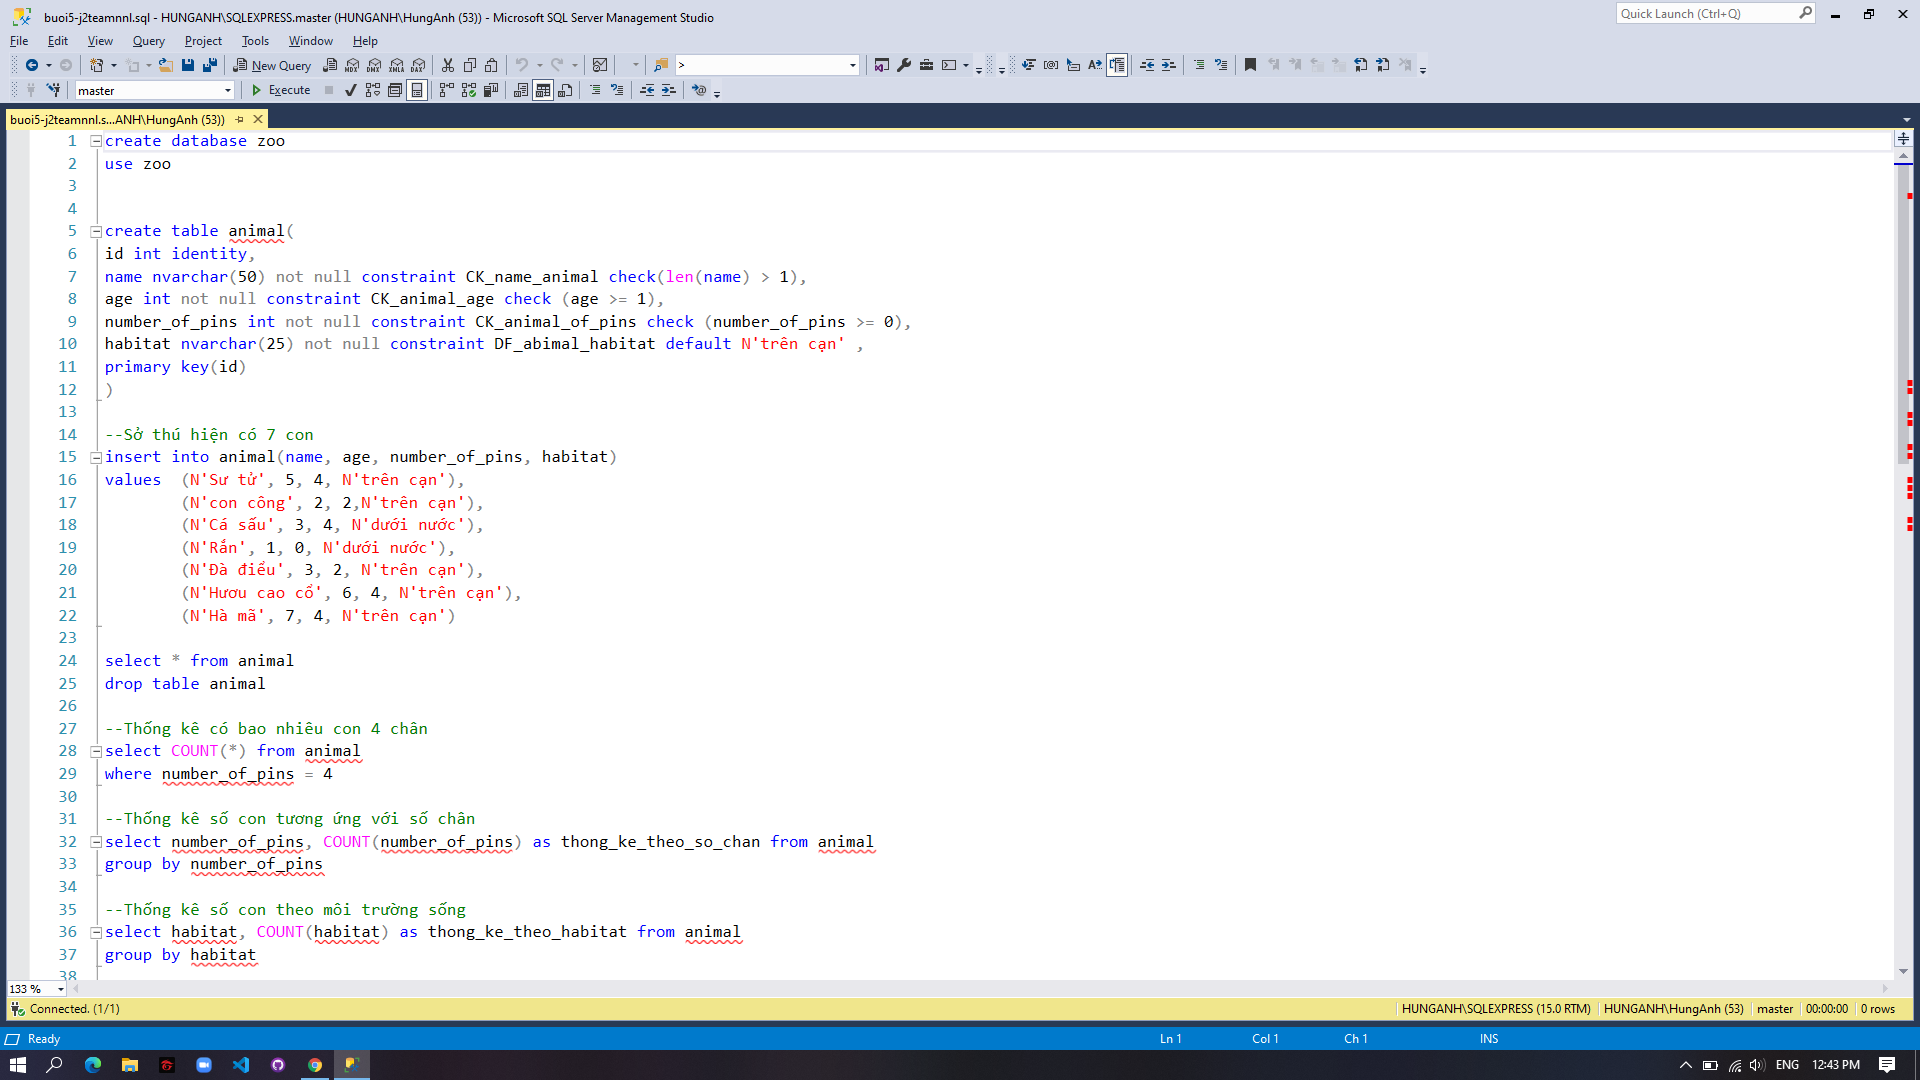 buoi5-j2teamnnl.sql - HUNGANH\SQLEXPRESS.master (HUNGANH\HungAnh (53)) - Microsoft SQL Server Management Studio
Quick Launch (Ctrl+Q)
File Edit View Query Project Tools Window Help
New Query MDX DMX XMLA DAX >
master Execute
buoi5-j2teamnnl.s...ANH\HungAnh (53))
1 create database zoo
2 use zoo
3
4
5 create table animal(
6 id int identity,
7 name nvarchar(50) not null constraint CK_name_animal check(len(name) > 1),
8 age int not null constraint CK_animal_age check (age >= 1),
9 number_of_pins int not null constraint CK_animal_of_pins check (number_of_pins >= 0),
10 habitat nvarchar(25) not null constraint DF_abimal_habitat default N'trên cạn' ,
11 primary key(id)
12 )
13
14 --Sở thú hiện có 7 con
15 insert into animal(name, age, number_of_pins, habitat)
16 values (N'Sư tử', 5, 4, N'trên cạn'),
17 (N'con công', 2, 2,N'trên cạn'),
18 (N'Cá sấu', 3, 4, N'dưới nước'),
19 (N'Rắn', 1, 0, N'dưới nước'),
20 (N'Đà điểu', 3, 2, N'trên cạn'),
21 (N'Hươu cao cổ', 6, 4, N'trên cạn'),
22 (N'Hà mã', 7, 4, N'trên cạn')
23
24 select * from animal
25 drop table animal
26
27 --Thống kê có bao nhiêu con 4 chân
28 select COUNT(*) from animal
29 where number_of_pins = 4
30
31 --Thống kê số con tương ứng với số chân
32 select number_of_pins, COUNT(number_of_pins) as thong_ke_theo_so_chan from animal
33 group by number_of_pins
34
35 --Thống kê số con theo môi trường sống
36 select habitat, COUNT(habitat) as thong_ke_theo_habitat from animal
37 group by habitat
38
133 %
Connected. (1/1) HUNGANH\SQLEXPRESS (15.0 RTM) HUNGANH\HungAnh (53) master 00:00:00 0 rows
Ready Ln 1 Col 1 Ch 1 INS
ENG 12:43 PM